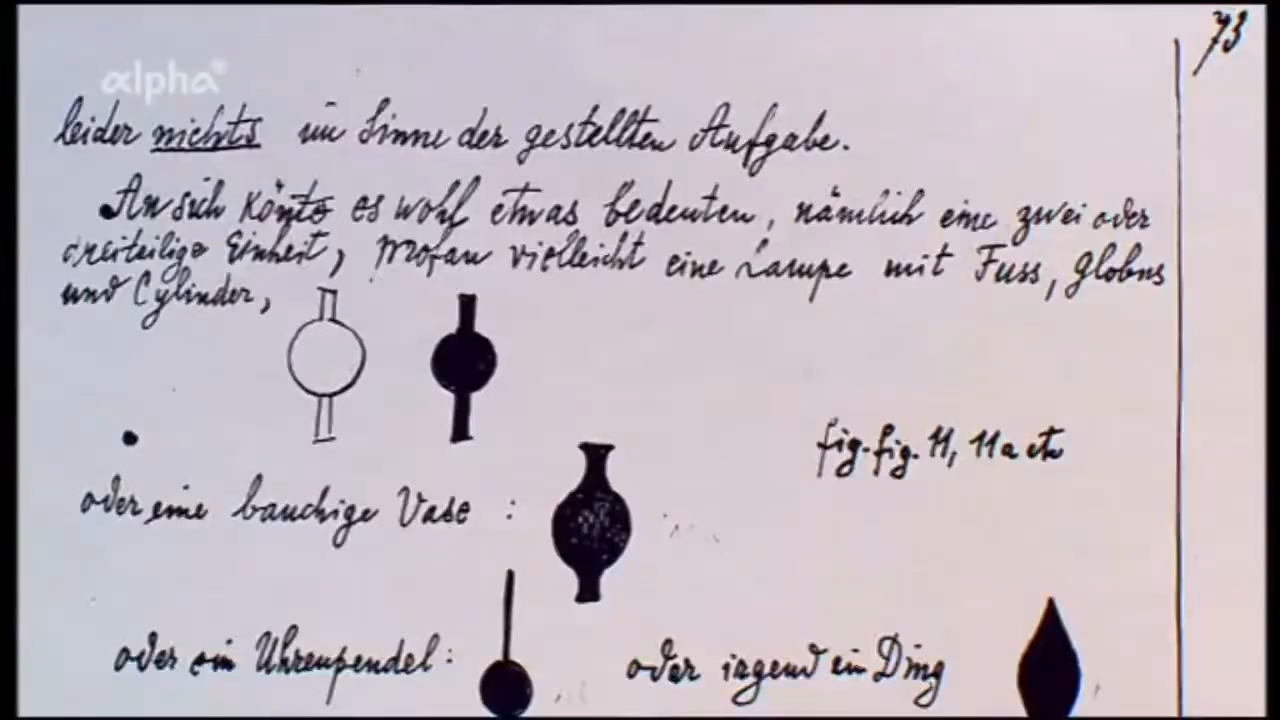 73
alpha
leider nichts im Sinne der gestellten Aufgabe.
An sich könte es wohl etwas bedeuten, nämlich eine zwei oder
dreiteilige Einheit, profan vielleicht eine Lampe mit Fuss, Globus
und Cylinder,
fig.-fig. 11, 11a etc
oder eine bauchige Vase :
oder ein Uhrenpendel: oder irgend ein Ding